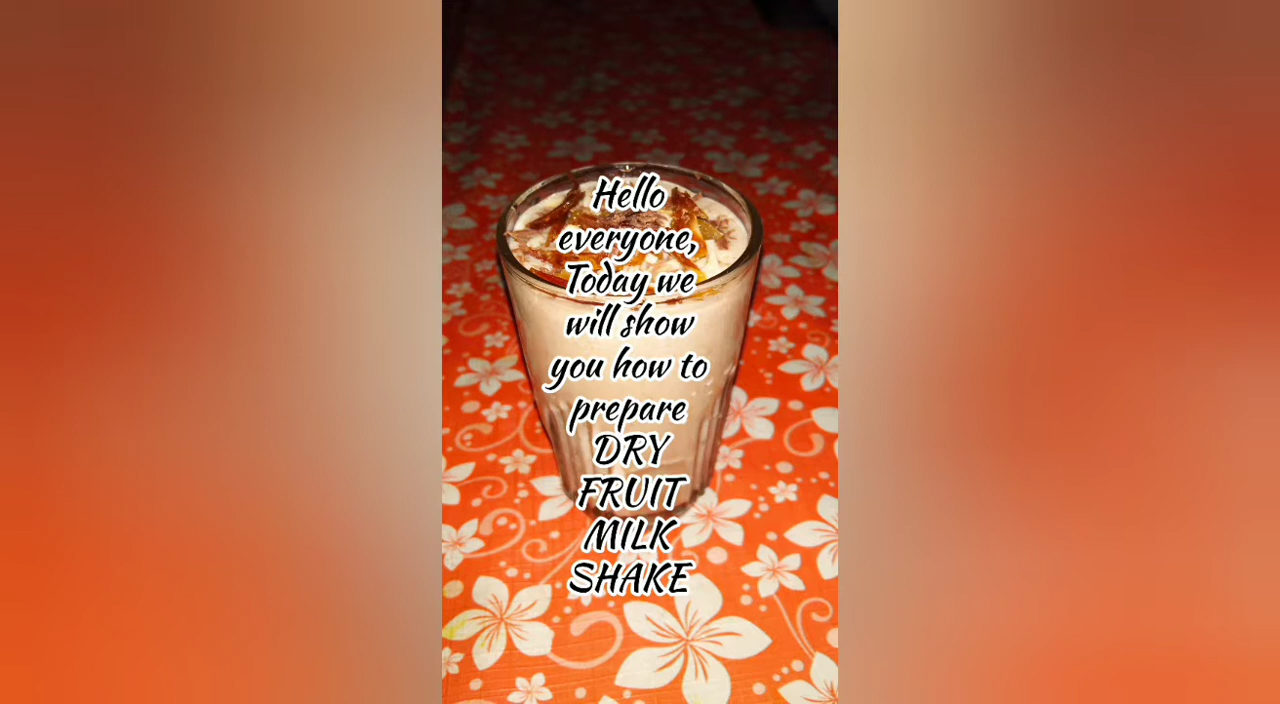 Hello
everyone,
Today we
will show
you how to
prepare
DRY
FRUIT
MILK
SHAKE